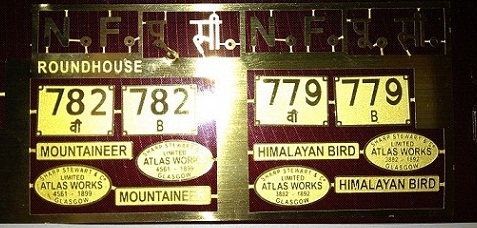 N.F.पू.सी. N.F.पू.सी.
ROUNDHOUSE
782 वी 782 B 779 वी 779 B
MOUNTAINEER
SHARP STEWART & Co LIMITED ATLAS WORKS 4561 - 1899 GLASGOW
HIMALAYAN BIRD
SHARP STEWART & Co LIMITED ATLAS WORKS 3882 - 1892 GLASGOW
SHARP STEWART & Co LIMITED ATLAS WORKS 4561 - 1899 GLASGOW
MOUNTAINEER
SHARP STEWART & Co LIMITED ATLAS WORKS 3882 - 1892 GLASGOW
HIMALAYAN BIRD